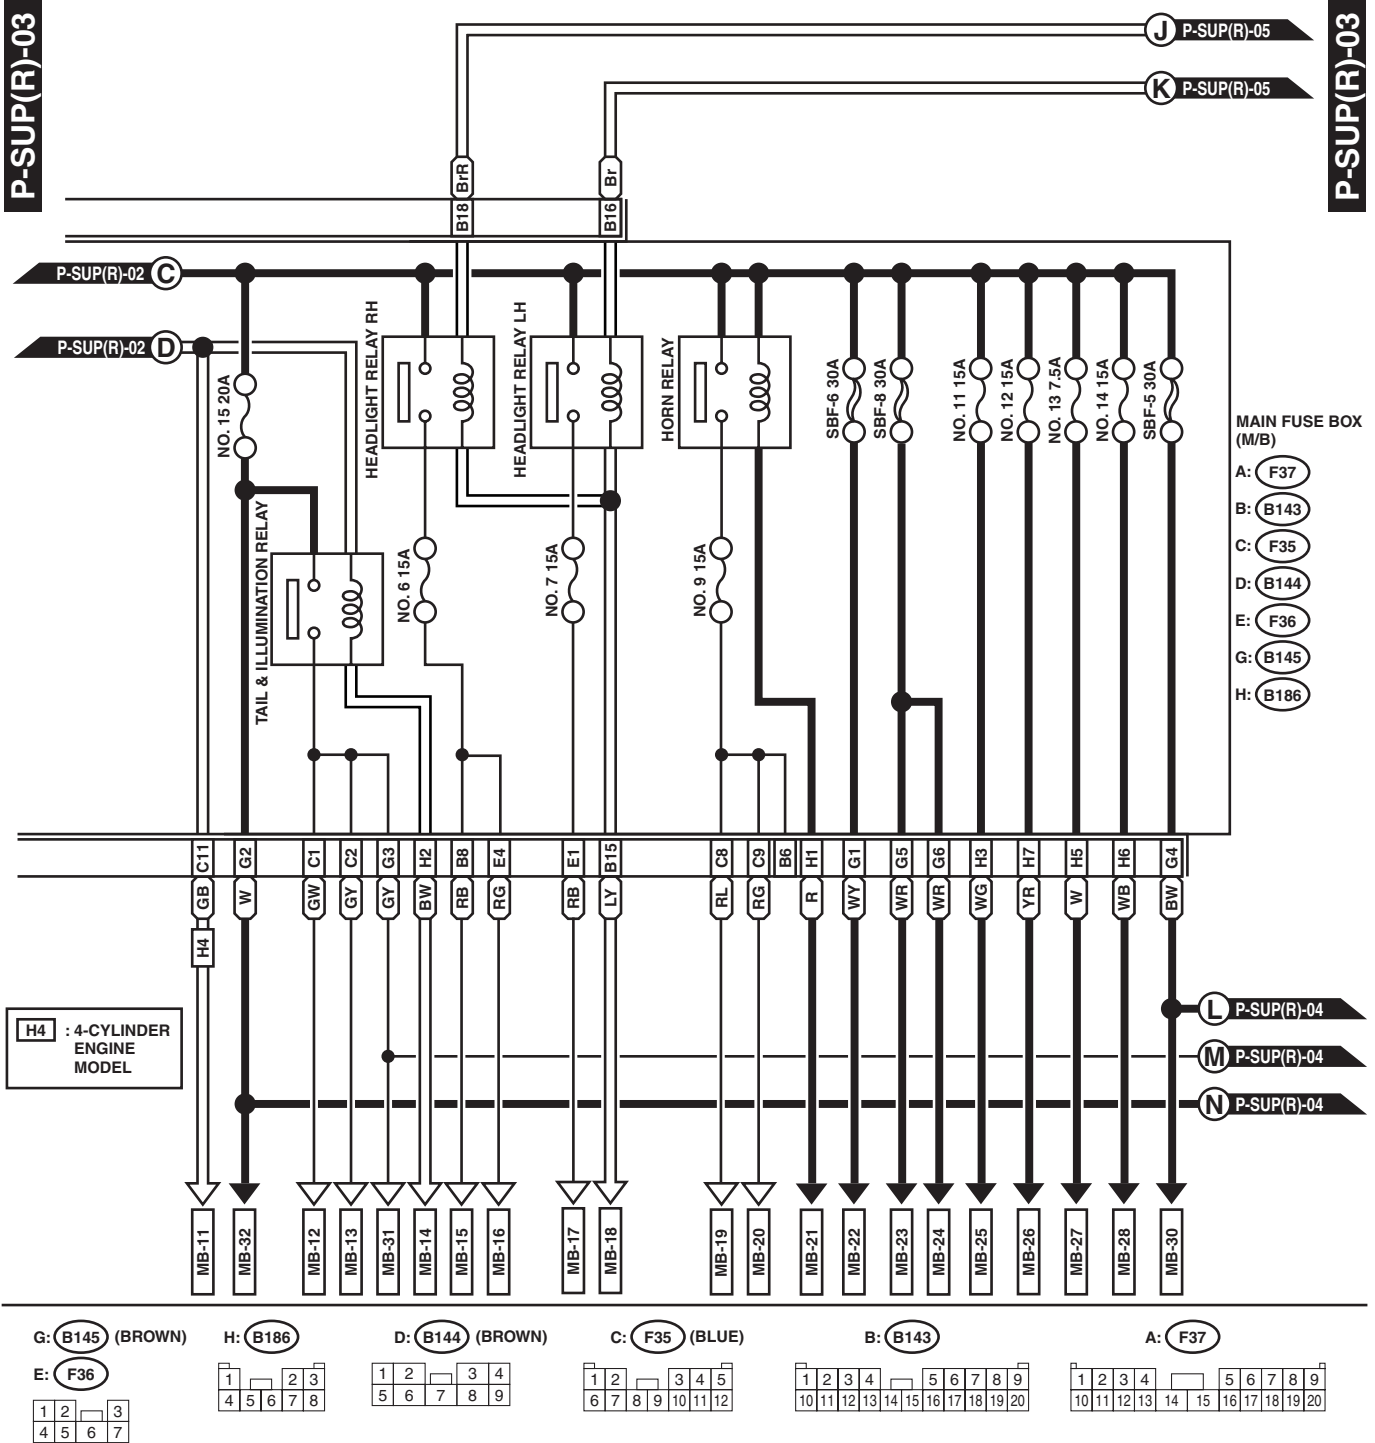 P-SUP(R)-03
P-SUP(R)-03
J P-SUP(R)-05
K P-SUP(R)-05
BrR
Br
B18
B16
P-SUP(R)-02 C
P-SUP(R)-02 D
NO. 15 20A
HEADLIGHT RELAY RH
HEADLIGHT RELAY LH
HORN RELAY
SBF-6 30A
SBF-8 30A
NO. 11 15A
NO. 12 15A
NO. 13 7.5A
NO. 14 15A
SBF-5 30A
MAIN FUSE BOX
(M/B)
A: F37
B: B143
C: F35
D: B144
E: F36
G: B145
H: B186
TAIL & ILLUMINATION RELAY
NO. 6 15A
NO. 7 15A
NO. 9 15A
C11 G2 C1 C2 G3 H2 B8 E4 E1 B15 C8 C9 B6 H1 G1 G5 G6 H3 H7 H5 H6 G4
GB W GW GY GY BW RB RG RB LY RL RG R WY WR WR WG YR W WB BW
H4
H4 : 4-CYLINDER
ENGINE
MODEL
L P-SUP(R)-04
M P-SUP(R)-04
N P-SUP(R)-04
MB-11 MB-32 MB-12 MB-13 MB-31 MB-14 MB-15 MB-16 MB-17 MB-18 MB-19 MB-20 MB-21 MB-22 MB-23 MB-24 MB-25 MB-26 MB-27 MB-28 MB-30
G: B145 (BROWN)
E: F36
1 2 3
4 5 6 7
H: B186
1 2 3
4 5 6 7 8
D: B144 (BROWN)
1 2 3 4
5 6 7 8 9
C: F35 (BLUE)
1 2 3 4 5
6 7 8 9 10 11 12
B: B143
1 2 3 4 5 6 7 8 9
10 11 12 13 14 15 16 17 18 19 20
A: F37
1 2 3 4 5 6 7 8 9
10 11 12 13 14 15 16 17 18 19 20